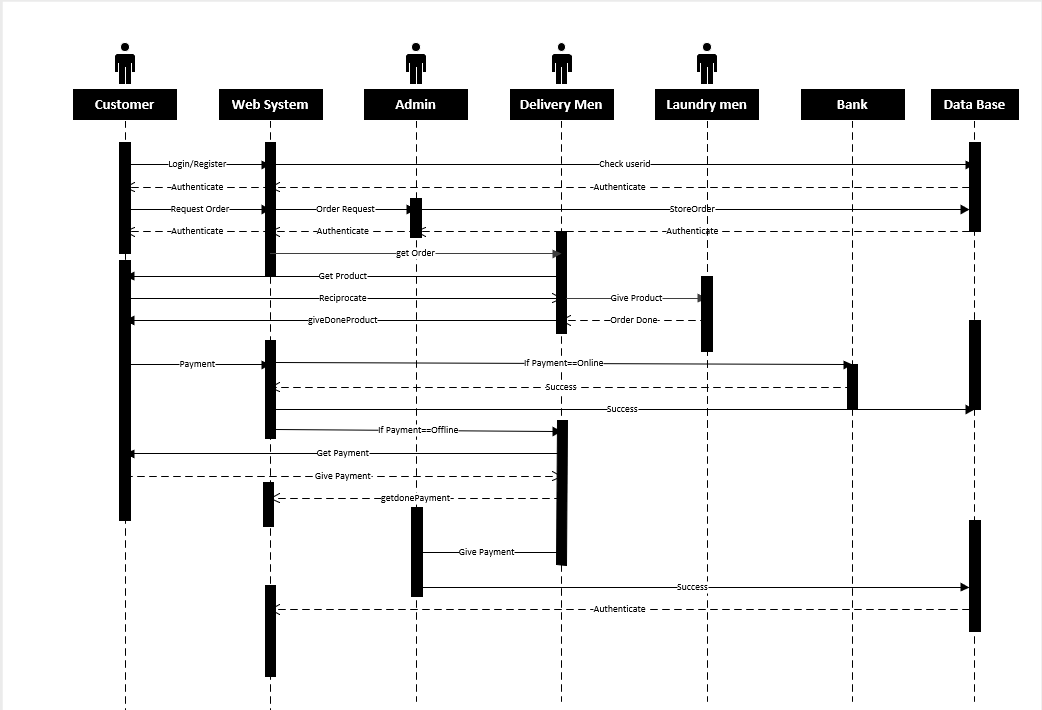 Customer
Web System
Admin
Delivery Men
Laundry men
Bank
Data Base
Login/Register
Check userid
Authenticate
Authenticate
Request Order
Order Request
StoreOrder
Authenticate
Authenticate
Authenticate
get Order
Get Product
Reciprocate
Give Product
giveDoneProduct
Order Done
Payment
If Payment==Online
Success
Success
If Payment==Offline
Get Payment
Give Payment
getdonePayment
Give Payment
Success
Authenticate